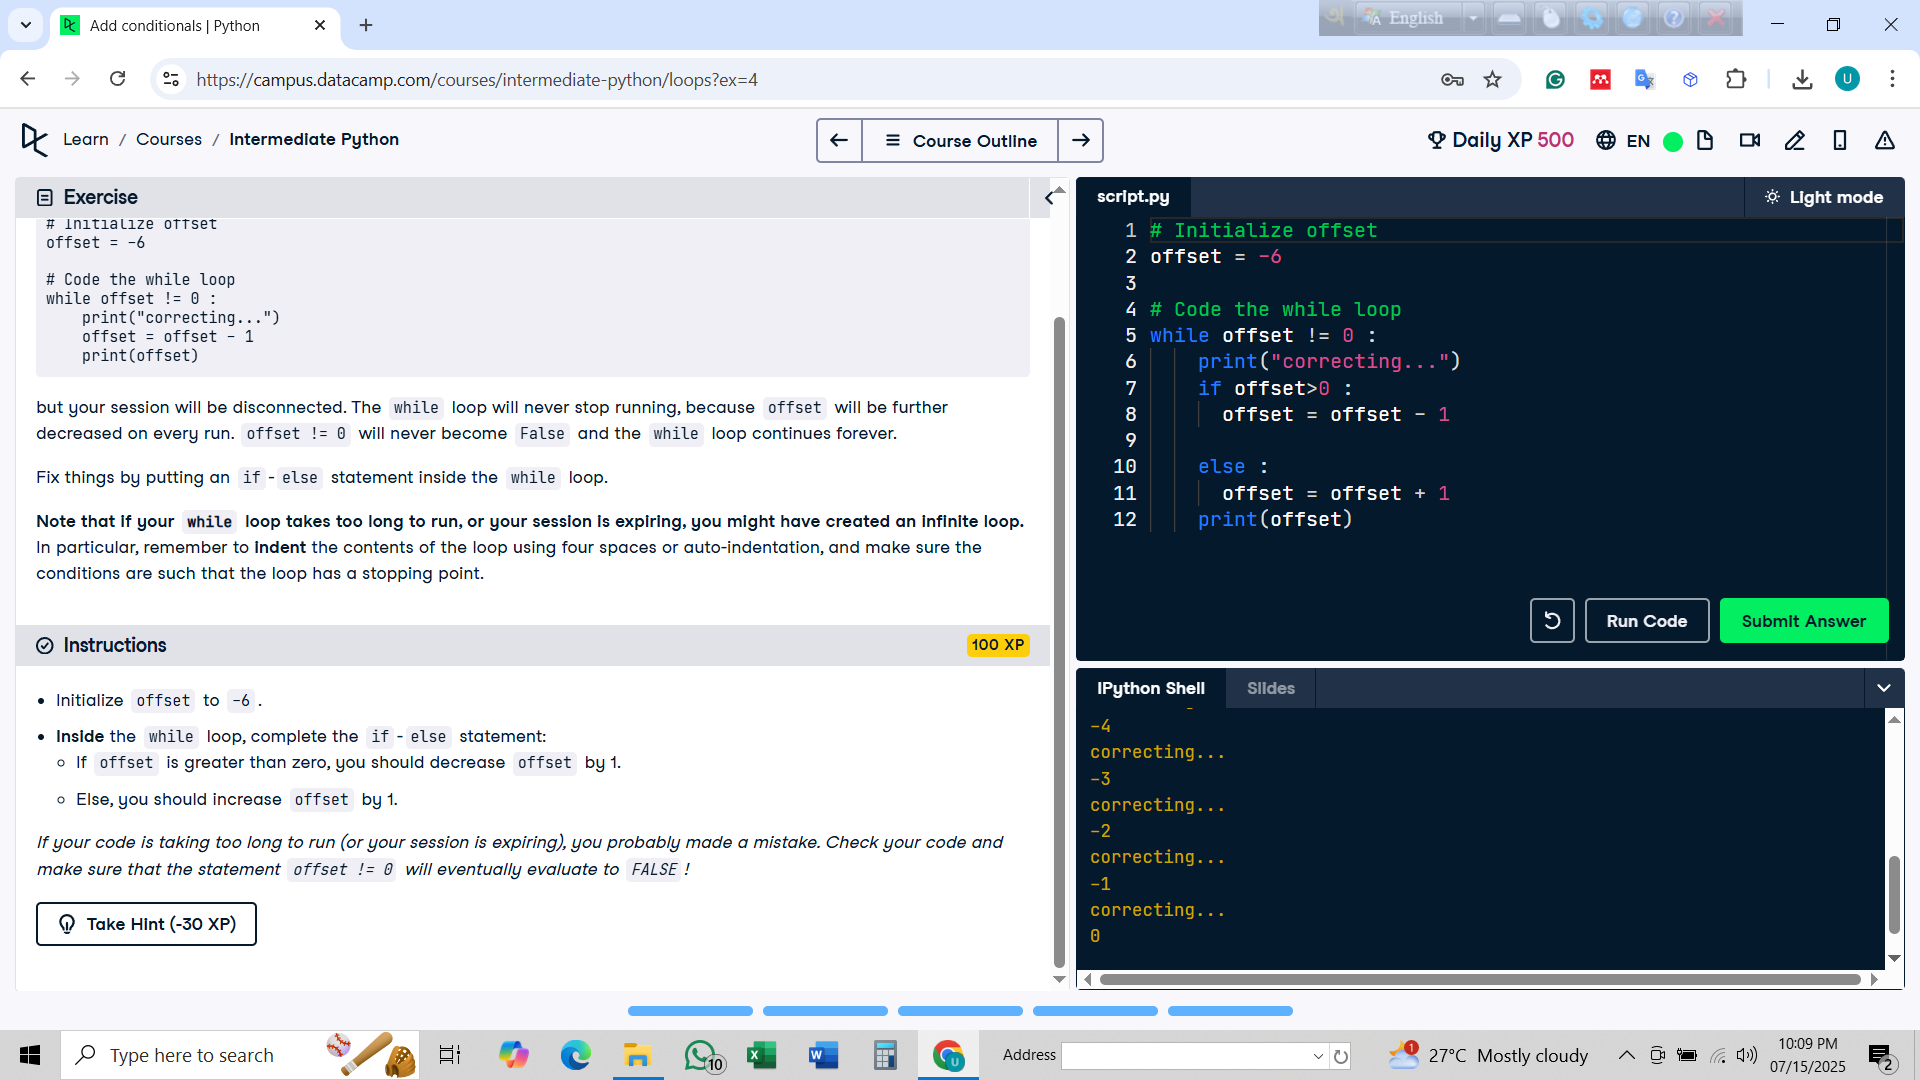 Add conditionals | Python
English
https://campus.datacamp.com/courses/intermediate-python/loops?ex=4
U
Learn / Courses / Intermediate Python
Course Outline
Daily XP 500
EN
Exercise
# Initialize offset
offset = -6
# Code the while loop
while offset != 0 :
    print("correcting...")
    offset = offset - 1
    print(offset)
but your session will be disconnected. The while loop will never stop running, because offset will be further
decreased on every run. offset != 0 will never become False and the while loop continues forever.
Fix things by putting an if - else statement inside the while loop.
Note that if your while loop takes too long to run, or your session is expiring, you might have created an infinite loop.
In particular, remember to indent the contents of the loop using four spaces or auto-indentation, and make sure the
conditions are such that the loop has a stopping point.
Instructions
100 XP
• Initialize offset to -6 .
• Inside the while loop, complete the if - else statement:
○ If offset is greater than zero, you should decrease offset by 1.
○ Else, you should increase offset by 1.
If your code is taking too long to run (or your session is expiring), you probably made a mistake. Check your code and
make sure that the statement offset != 0 will eventually evaluate to FALSE !
Take Hint (-30 XP)
script.py
Light mode
1 # Initialize offset
2 offset = -6
3
4 # Code the while loop
5 while offset != 0 :
6     print("correcting...")
7     if offset>0 :
8       offset = offset - 1
9
10     else :
11       offset = offset + 1
12     print(offset)
Run Code
Submit Answer
IPython Shell
Slides
-4
correcting...
-3
correcting...
-2
correcting...
-1
correcting...
0
Type here to search
10
Address
1
27°C Mostly cloudy
10:09 PM
07/15/2025
2